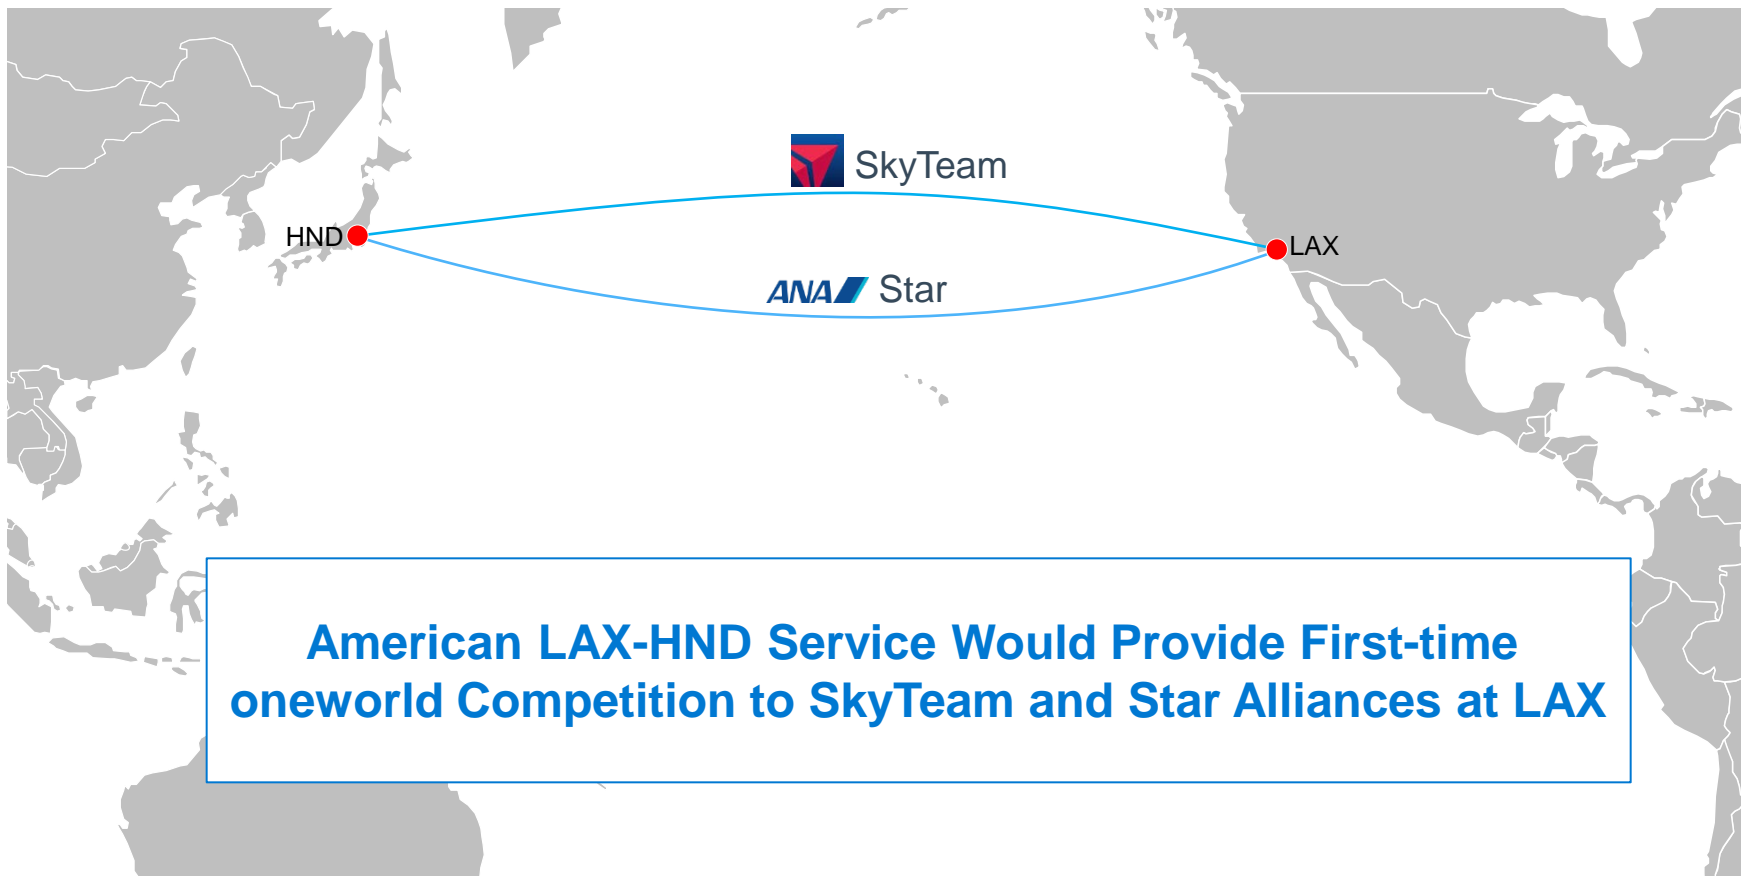 SkyTeam
HND
LAX
ANA Star
American LAX-HND Service Would Provide First-time
oneworld Competition to SkyTeam and Star Alliances at LAX